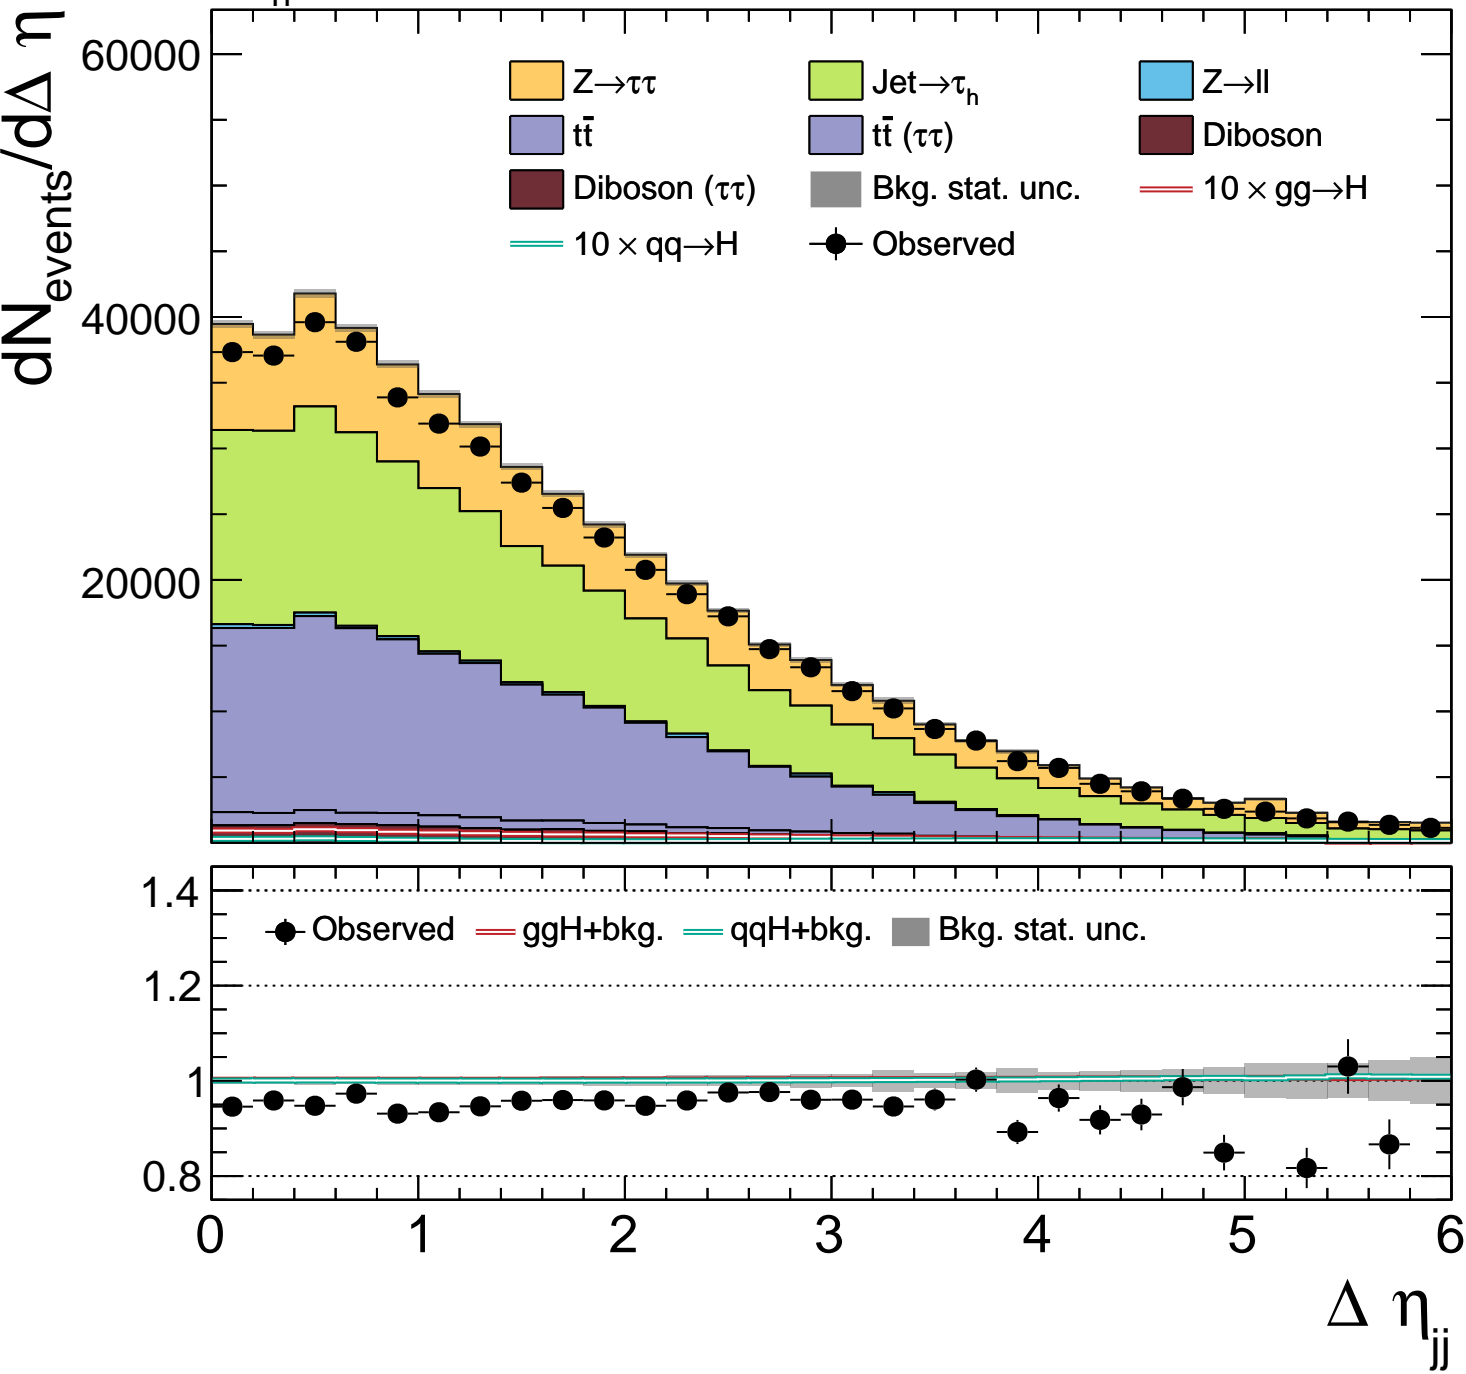 dN_events/dΔ η_jj
60000
40000
20000
Z→ττ Jet→τ_h Z→ll
tt̄ tt̄ (ττ) Diboson
Diboson (ττ) Bkg. stat. unc. 10 × gg→H
10 × qq→H Observed
1.4
1.2
1
0.8
Observed ggH+bkg. qqH+bkg. Bkg. stat. unc.
0 1 2 3 4 5 6
Δ η_jj